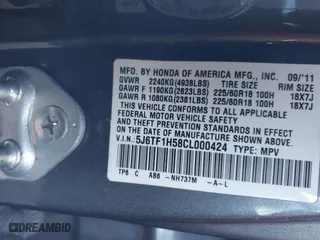 MFD. BY HONDA OF AMERICA MFG., INC. 09/'11
GVWR 2240KG(4938LBS) TIRE SIZE RIM SIZE
GAWR F 1190KG(2623LBS) 225/60R18 100H 18X7J
GAWR R 1080KG(2381LBS) 225/60R18 100H 18X7J
THIS VEHICLE CONFORMS TO ALL APPLICABLE FEDERAL MOTOR
VEHICLE SAFETY AND THEFT PREVENTION STANDARDS IN
EFFECT ON THE DATE OF MANUFACTURE SHOWN ABOVE.
V.I.N.:5J6TF1H58CL000424 TYPE: MPV
TP6 C AB6 -NH737M -A-L